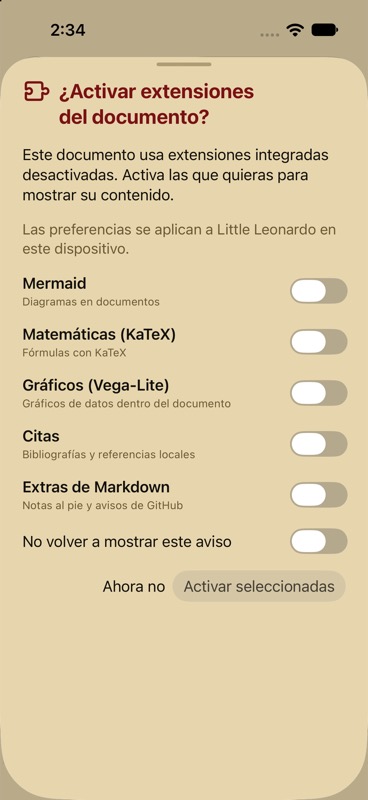 2:34
¿Activar extensiones
del documento?
Este documento usa extensiones integradas
desactivadas. Activa las que quieras para
mostrar su contenido.
Las preferencias se aplican a Little Leonardo en
este dispositivo.
Mermaid
Diagramas en documentos
Matemáticas (KaTeX)
Fórmulas con KaTeX
Gráficos (Vega-Lite)
Gráficos de datos dentro del documento
Citas
Bibliografías y referencias locales
Extras de Markdown
Notas al pie y avisos de GitHub
No volver a mostrar este aviso
Ahora no
Activar seleccionadas